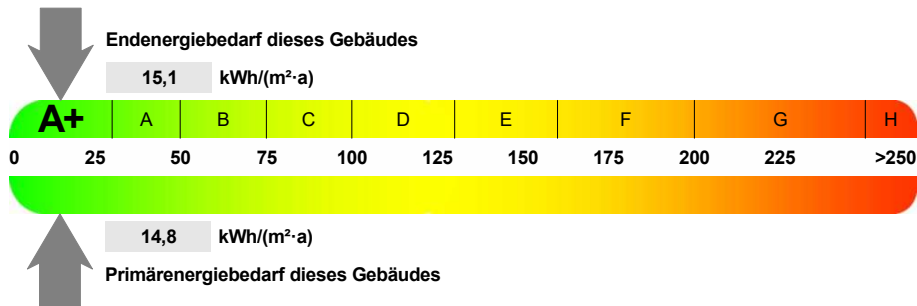 Endenergiebedarf dieses Gebäudes
15,1 kWh/(m²·a)
A+ A B C D E F G H
0 25 50 75 100 125 150 175 200 225 >250
14,8 kWh/(m²·a)
Primärenergiebedarf dieses Gebäudes